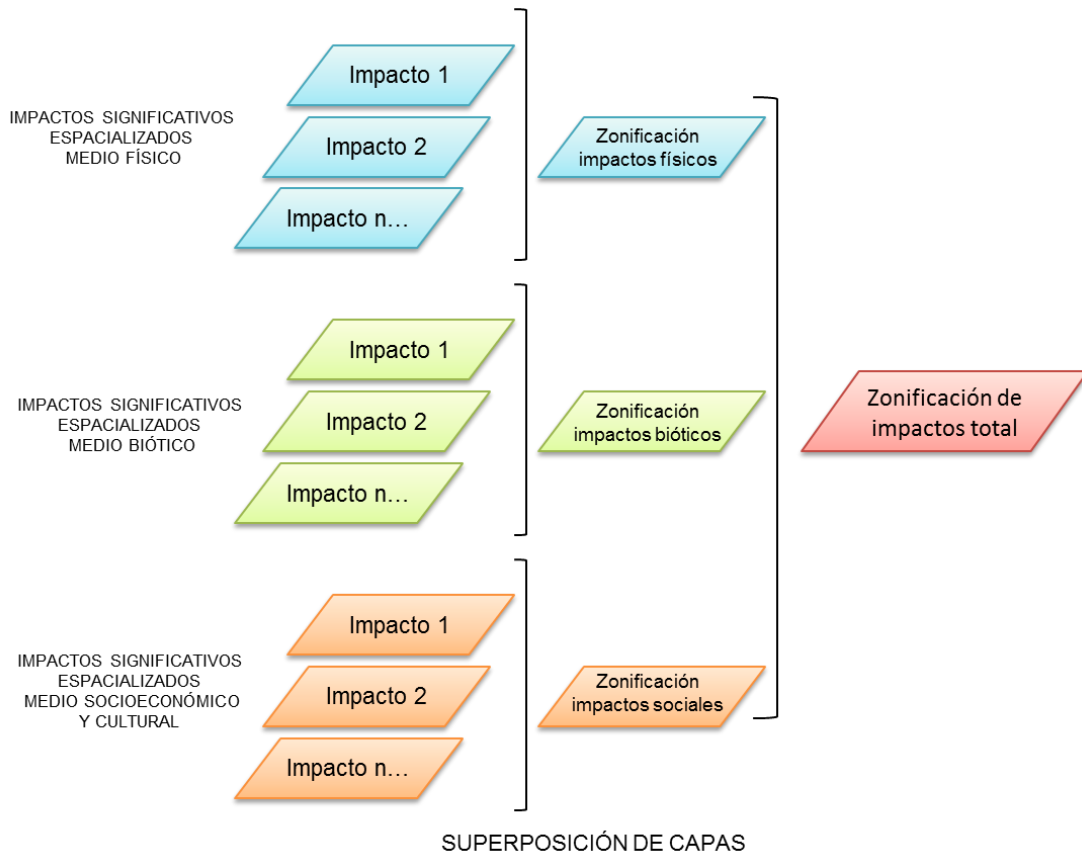 IMPACTOS SIGNIFICATIVOS
ESPACIALIZADOS
MEDIO FÍSICO
Impacto 1
Impacto 2
Impacto n...
Zonificación
impactos físicos
IMPACTOS SIGNIFICATIVOS
ESPACIALIZADOS
MEDIO BIÓTICO
Impacto 1
Impacto 2
Impacto n...
Zonificación
impactos bióticos
Zonificación de
impactos total
IMPACTOS SIGNIFICATIVOS
ESPACIALIZADOS
MEDIO SOCIOECONÓMICO
Y CULTURAL
Impacto 1
Impacto 2
Impacto n...
Zonificación
impactos sociales
SUPERPOSICIÓN DE CAPAS